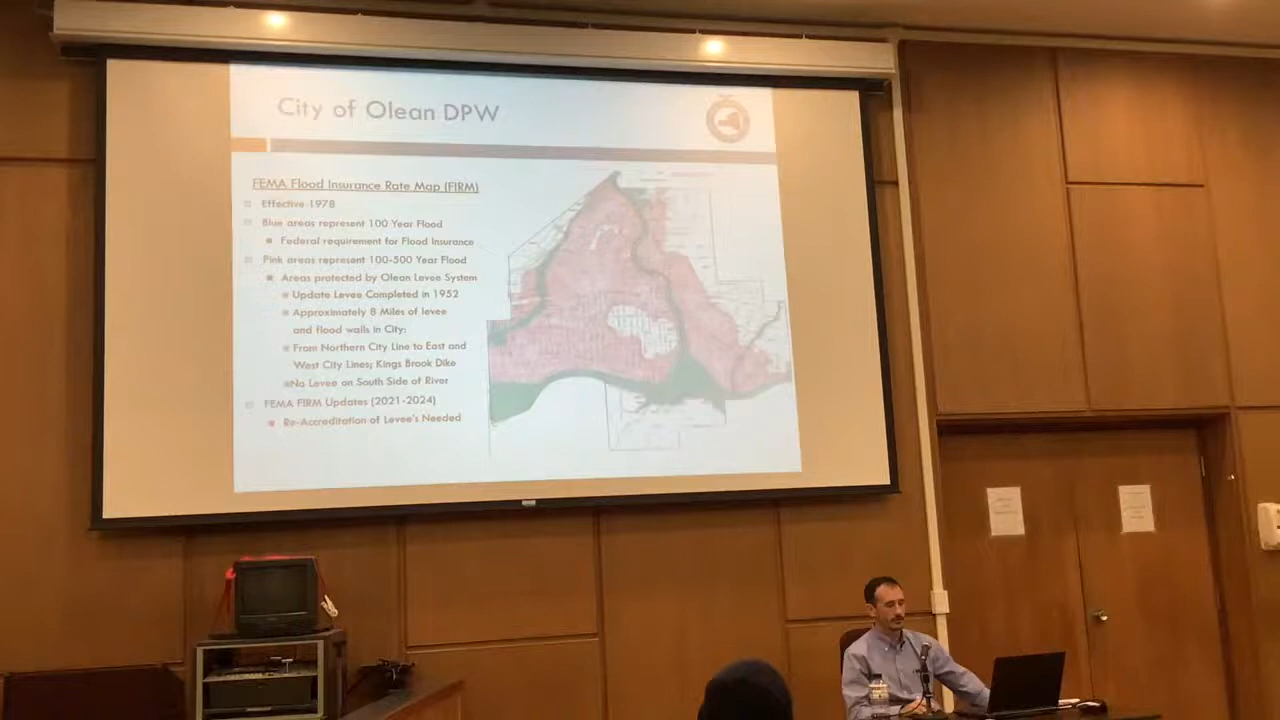 City of Olean DPW
FEMA Flood Insurance Rate Map (FIRM)
Effective 1978
Blue areas represent 100 Year Flood
Federal requirement for Flood Insurance
Pink areas represent 100-500 Year Flood
Areas protected by Olean Levee System
Update Levee Completed in 1952
Approximately 8 Miles of levee
and flood walls in City:
From Northern City Line to East and
West City Lines; Kings Brook Dike
No Levee on South Side of River
FEMA FIRM Updates (2021-2024)
Re-Accreditation of Levee's Needed